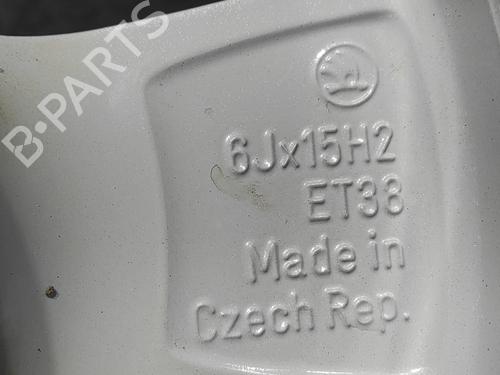 B-PARTS
6Jx15H2
ET38
Made in
Czech Rep.